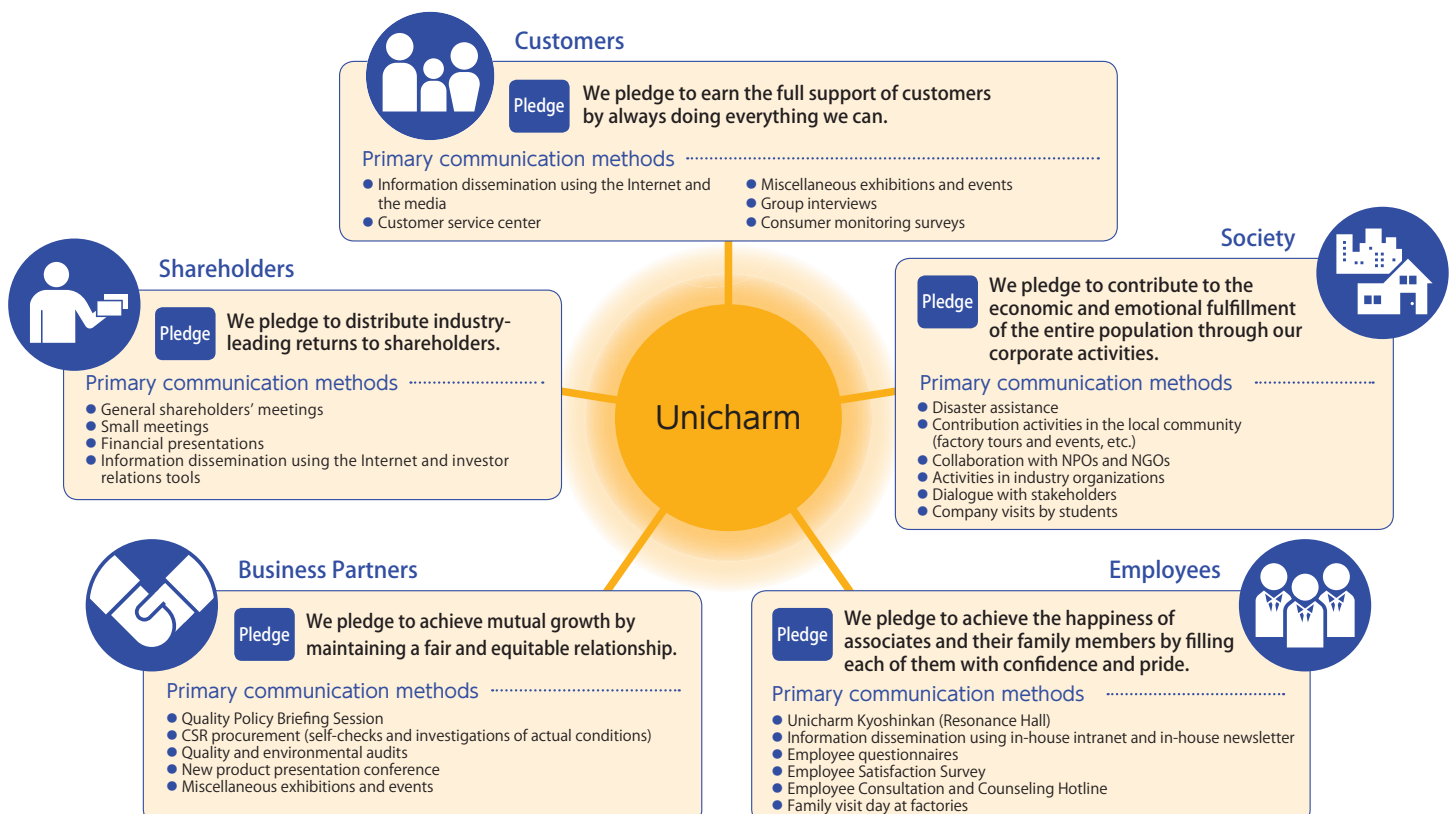 Customers
Pledge
We pledge to earn the full support of customers
by always doing everything we can.
Primary communication methods
● Information dissemination using the Internet and
the media
● Customer service center
● Miscellaneous exhibitions and events
● Group interviews
● Consumer monitoring surveys
Shareholders
Pledge
We pledge to distribute industry-
leading returns to shareholders.
Primary communication methods
● General shareholders' meetings
● Small meetings
● Financial presentations
● Information dissemination using the Internet and investor
relations tools
Unicharm
Society
Pledge
We pledge to contribute to the
economic and emotional fulfillment
of the entire population through our
corporate activities.
Primary communication methods
● Disaster assistance
● Contribution activities in the local community
(factory tours and events, etc.)
● Collaboration with NPOs and NGOs
● Activities in industry organizations
● Dialogue with stakeholders
● Company visits by students
Business Partners
Pledge
We pledge to achieve mutual growth by
maintaining a fair and equitable relationship.
Primary communication methods
● Quality Policy Briefing Session
● CSR procurement (self-checks and investigations of actual conditions)
● Quality and environmental audits
● New product presentation conference
● Miscellaneous exhibitions and events
Employees
Pledge
We pledge to achieve the happiness of
associates and their family members by filling
each of them with confidence and pride.
Primary communication methods
● Unicharm Kyoshinkan (Resonance Hall)
● Information dissemination using in-house intranet and in-house newsletter
● Employee questionnaires
● Employee Satisfaction Survey
● Employee Consultation and Counseling Hotline
● Family visit day at factories